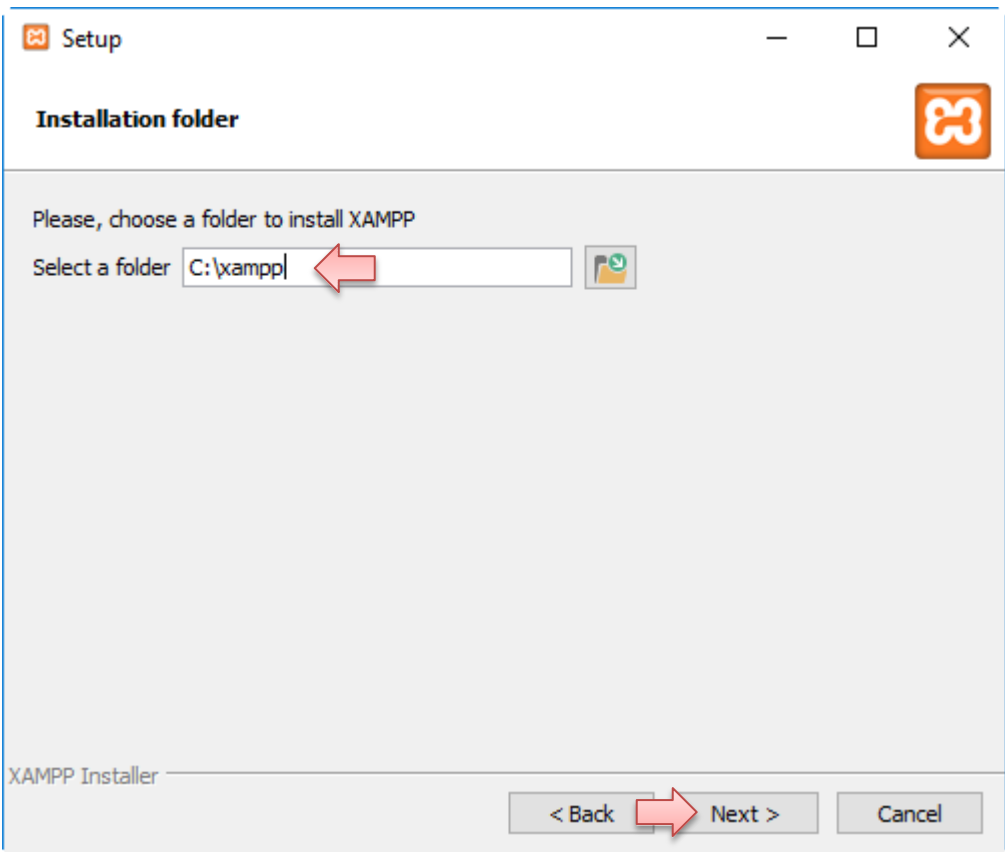 Setup
Installation folder
Please, choose a folder to install XAMPP
Select a folder C:\xampp
XAMPP Installer
< Back Next > Cancel